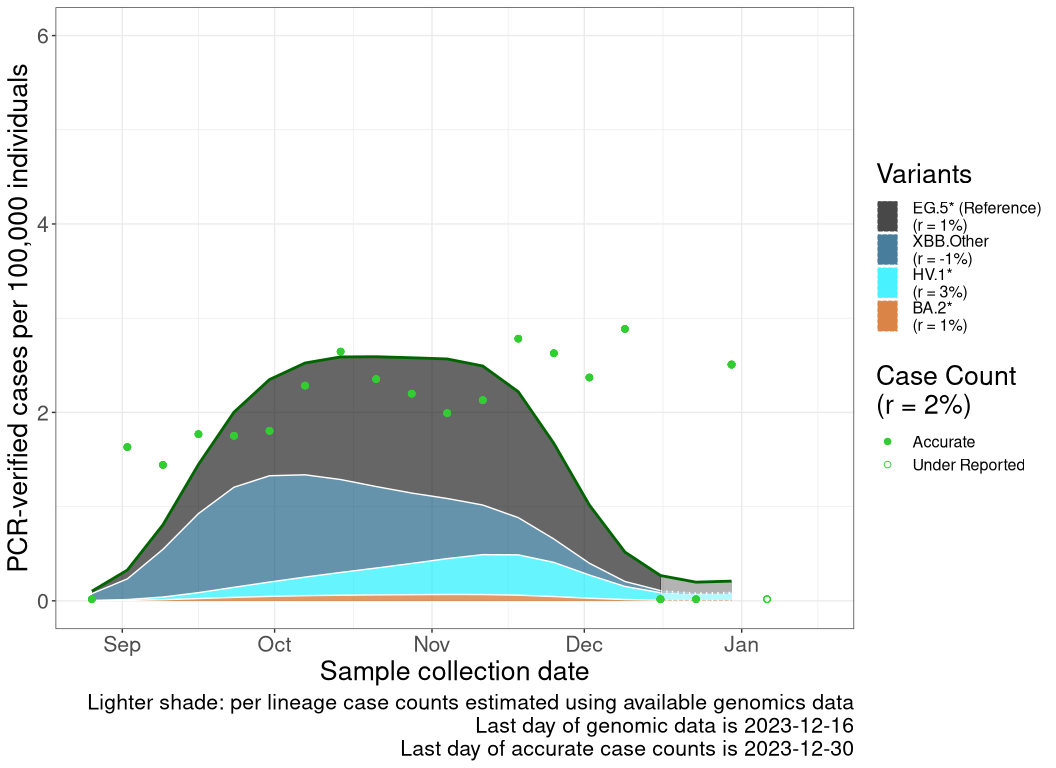 PCR-verified cases per 100,000 individuals
6
4
2
0
Sep
Oct
Nov
Dec
Jan
Sample collection date
Lighter shade: per lineage case counts estimated using available genomics data
Last day of genomic data is 2023-12-16
Last day of accurate case counts is 2023-12-30
Variants
EG.5* (Reference)
(r = 1%)
XBB.Other
(r = -1%)
HV.1*
(r = 3%)
BA.2*
(r = 1%)
Case Count
(r = 2%)
Accurate
Under Reported